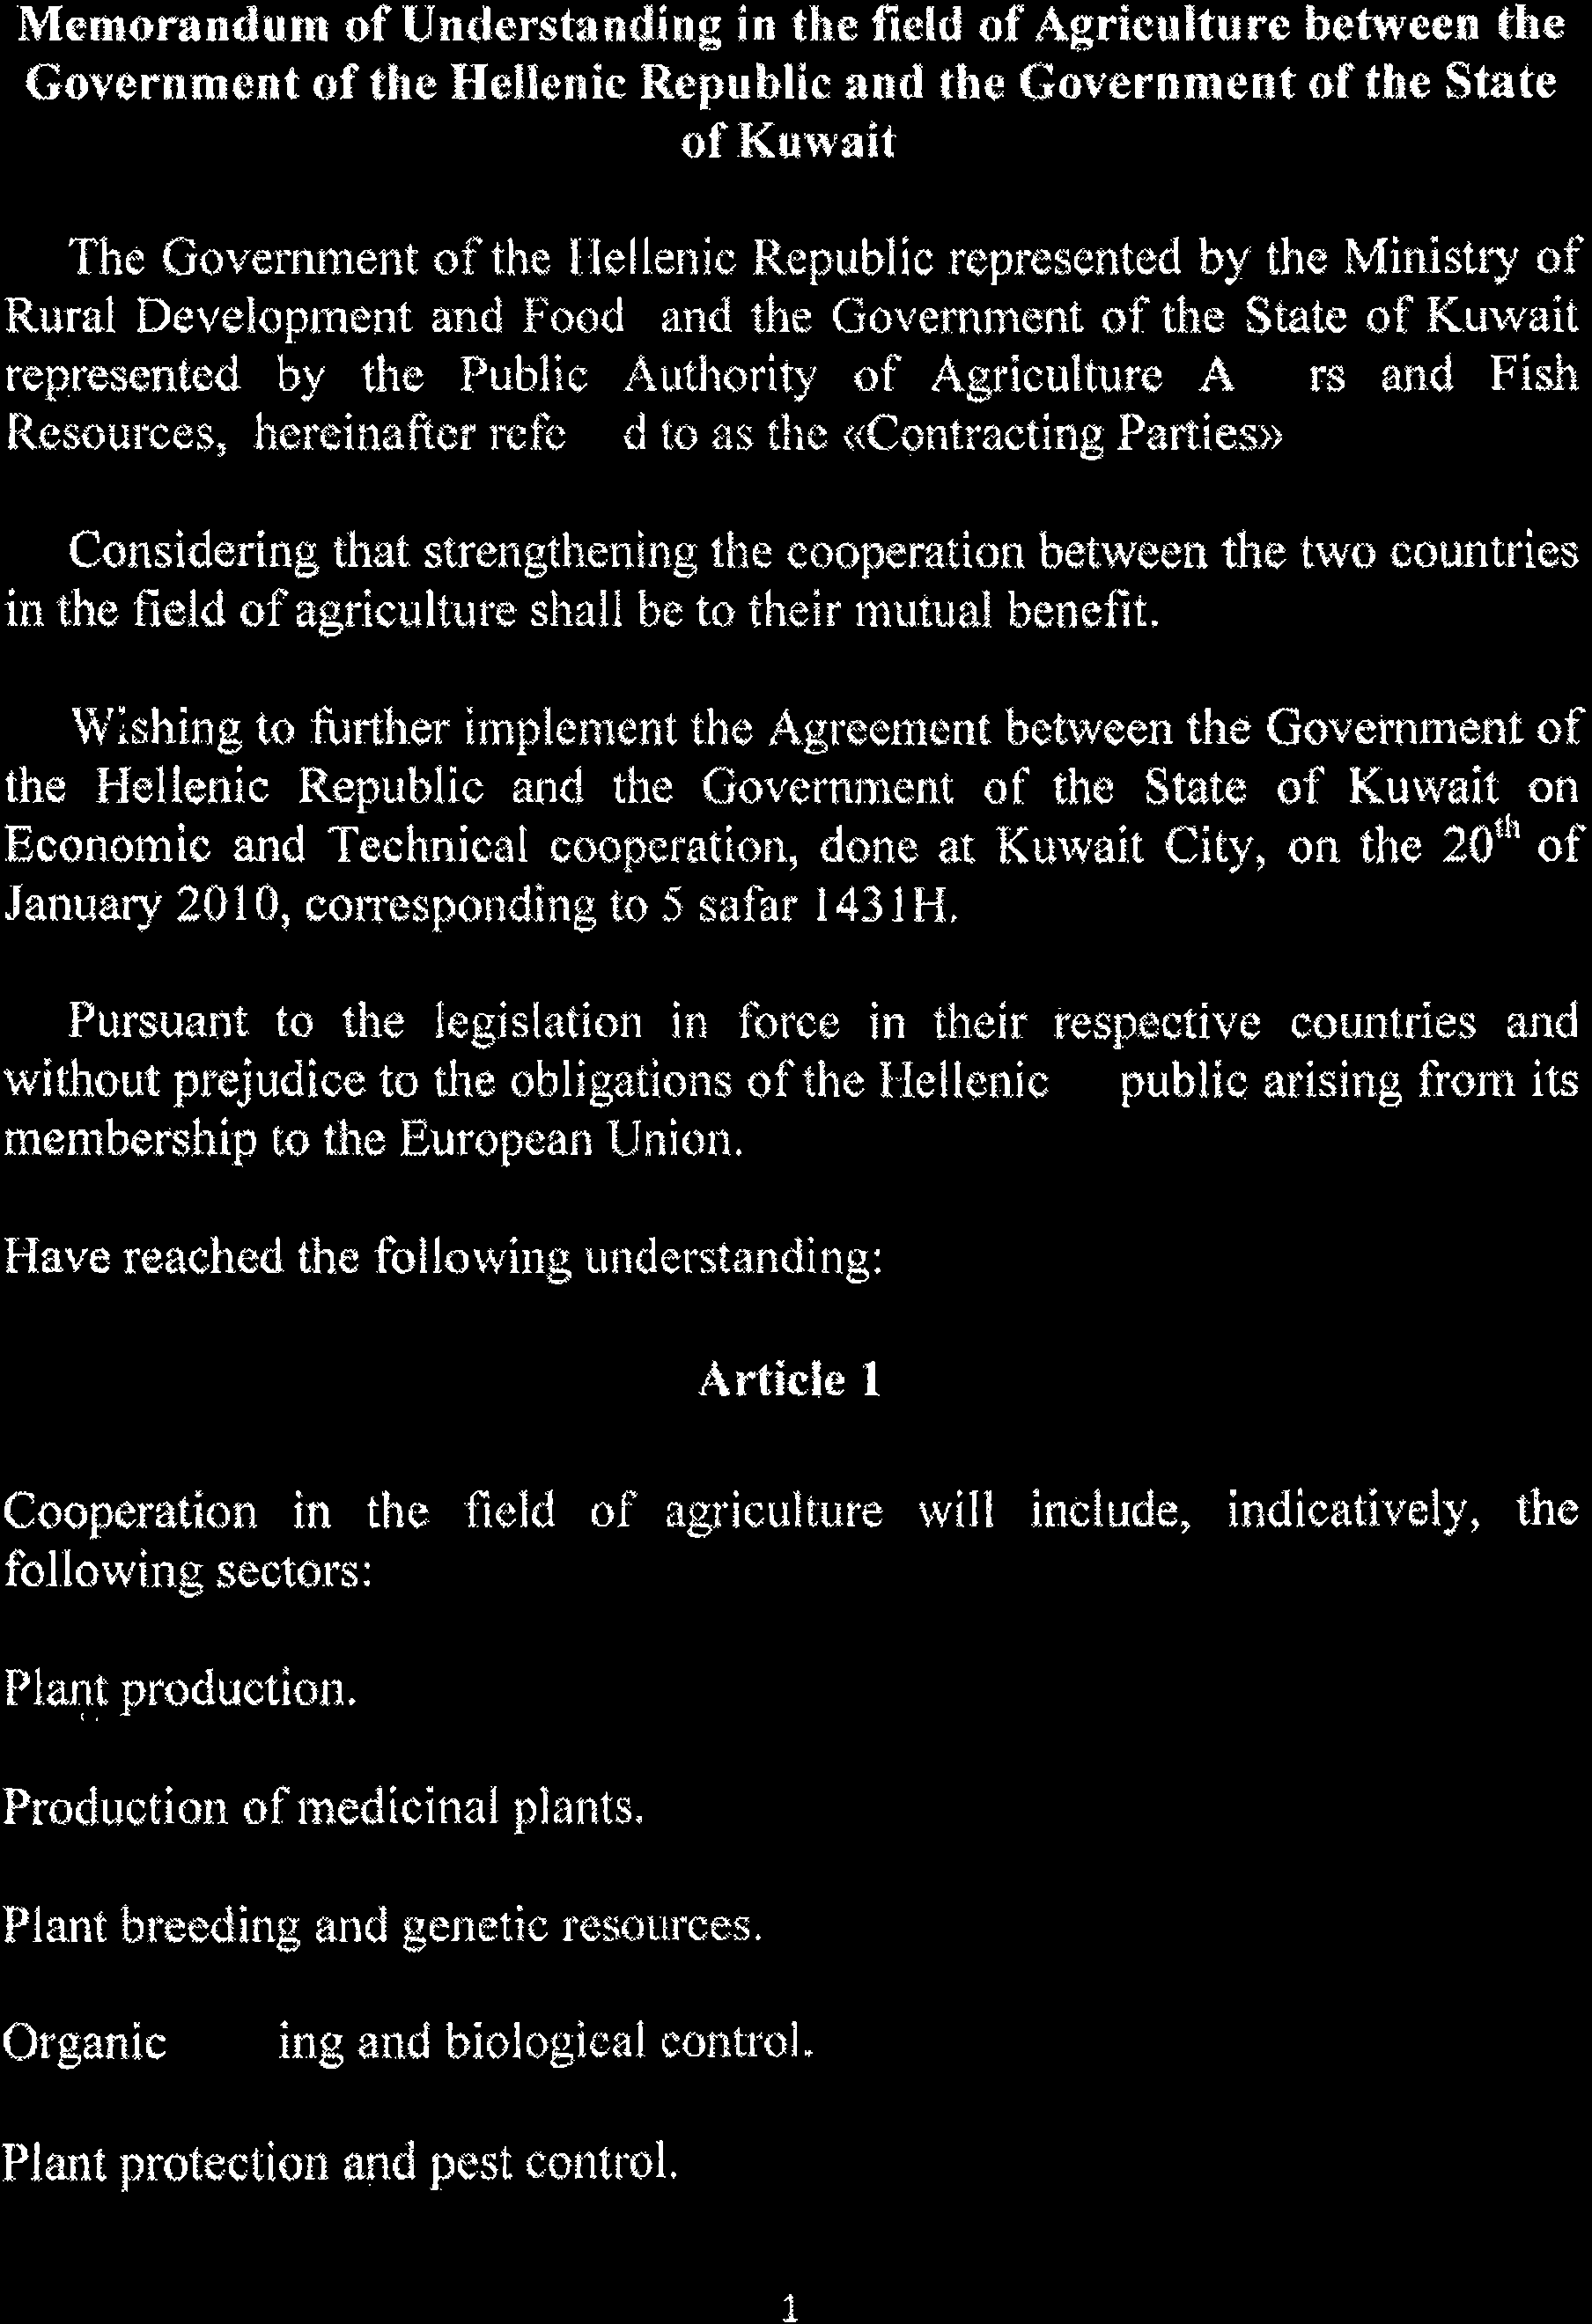 Memorandum of Understanding in the field of Agriculture between the
Government of the Hellenic Republic and the Government of the State
of Kuwait
The Government of the Hellenic Republic represented by the Ministry of
Rural Development and Food and the Government of the State of Kuwait
represented by the Public Authority of Agriculture A rs and Fish
Resources, hereinafter refe d to as the «Contracting Parties»
Considering that strengthening the cooperation between the two countries
in the field of agriculture shall be to their mutual benefit.
Wishing to further implement the Agreement between the Government of
the Hellenic Republic and the Government of the State of Kuwait on
Economic and Technical cooperation, done at Kuwait City, on the 20th of
January 2010, corresponding to 5 safar 1431H.
Pursuant to the legislation in force in their respective countries and
without prejudice to the obligations of the Hellenic public arising from its
membership to the European Union.
Have reached the following understanding:
Article 1
Cooperation in the field of agriculture will include, indicatively, the
following sectors:
Plant production.
Production of medicinal plants.
Plant breeding and genetic resources.
Organic ing and biological control.
Plant protection and pest control.
1